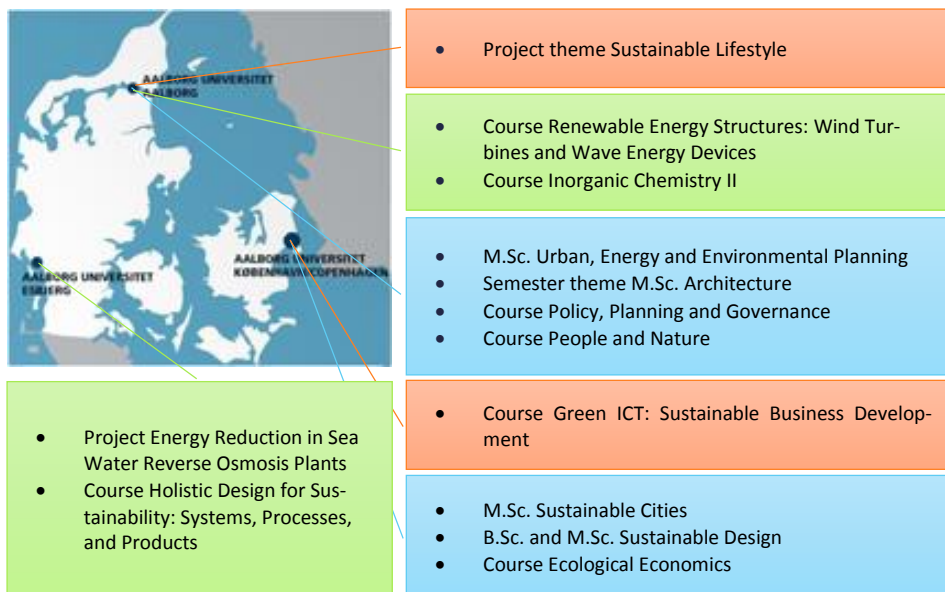 AALBORG UNIVERSITET
AALBORG
AALBORG UNIVERSITET
KØBENHAVN/COPENHAGEN
AALBORG UNIVERSITET
ESBJERG
• Project theme Sustainable Lifestyle
• Course Renewable Energy Structures: Wind Tur-
bines and Wave Energy Devices
• Course Inorganic Chemistry II
• M.Sc. Urban, Energy and Environmental Planning
• Semester theme M.Sc. Architecture
• Course Policy, Planning and Governance
• Course People and Nature
• Course Green ICT: Sustainable Business Develop-
ment
• Project Energy Reduction in Sea
Water Reverse Osmosis Plants
• Course Holistic Design for Sus-
tainability: Systems, Processes,
and Products
• M.Sc. Sustainable Cities
• B.Sc. and M.Sc. Sustainable Design
• Course Ecological Economics